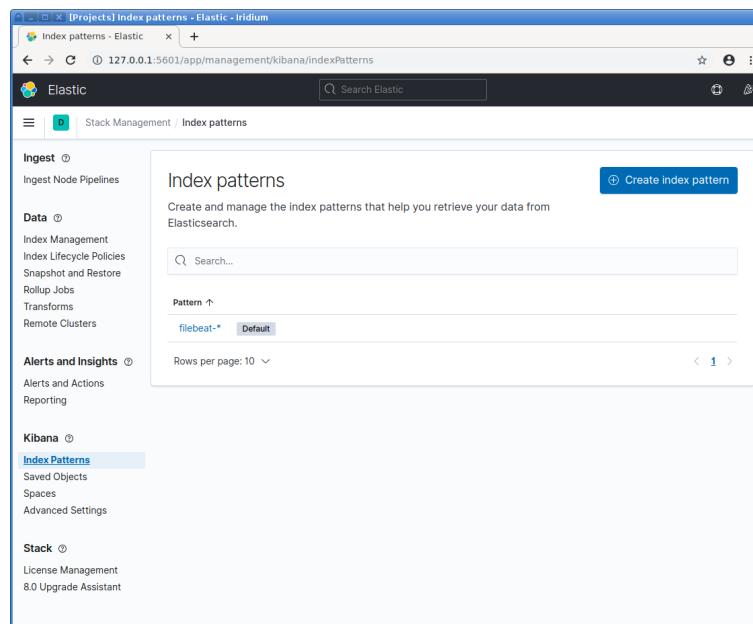 [Projects] Index patterns - Elastic - Iridium
Index patterns - Elastic
127.0.0.1:5601/app/management/kibana/indexPatterns
Elastic
Search Elastic
D
Stack Management / Index patterns
Ingest
Ingest Node Pipelines
Data
Index Management
Index Lifecycle Policies
Snapshot and Restore
Rollup Jobs
Transforms
Remote Clusters
Alerts and Insights
Alerts and Actions
Reporting
Kibana
Index Patterns
Saved Objects
Spaces
Advanced Settings
Stack
License Management
8.0 Upgrade Assistant
Index patterns
Create index pattern
Create and manage the index patterns that help you retrieve your data from
Elasticsearch.
Search...
Pattern
filebeat-* Default
Rows per page: 10
1